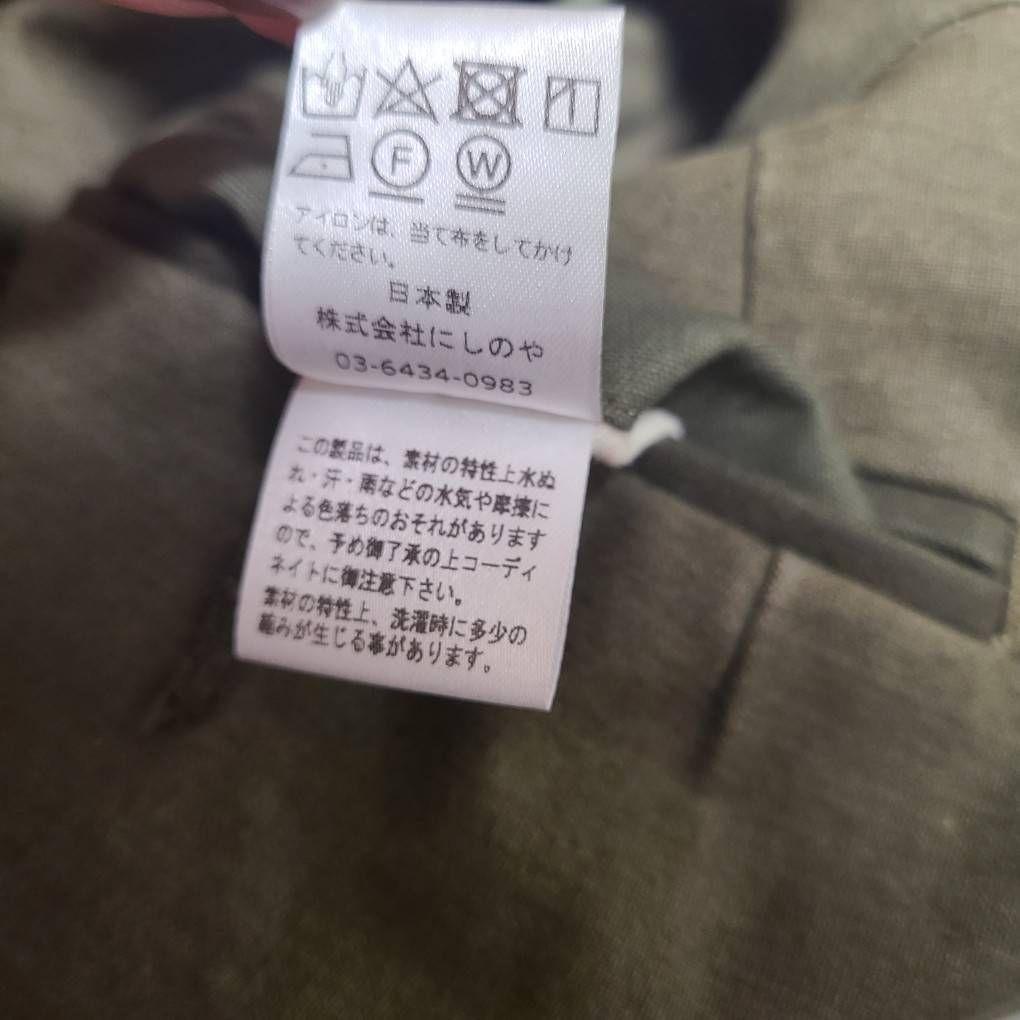 F W
アイロンは、当て布をしてかけ
てください。
日本製
株式会社にしのや
03-6434-0983
この製品は、素材の特性上水ぬ
れ・汗・雨などの水気や摩擦に
よる色落ちのおそれがあります
ので、予め御了承の上コーディ
ネイトに御注意下さい。
素材の特性上、洗濯時に多少の
縮みが生じる事があります。